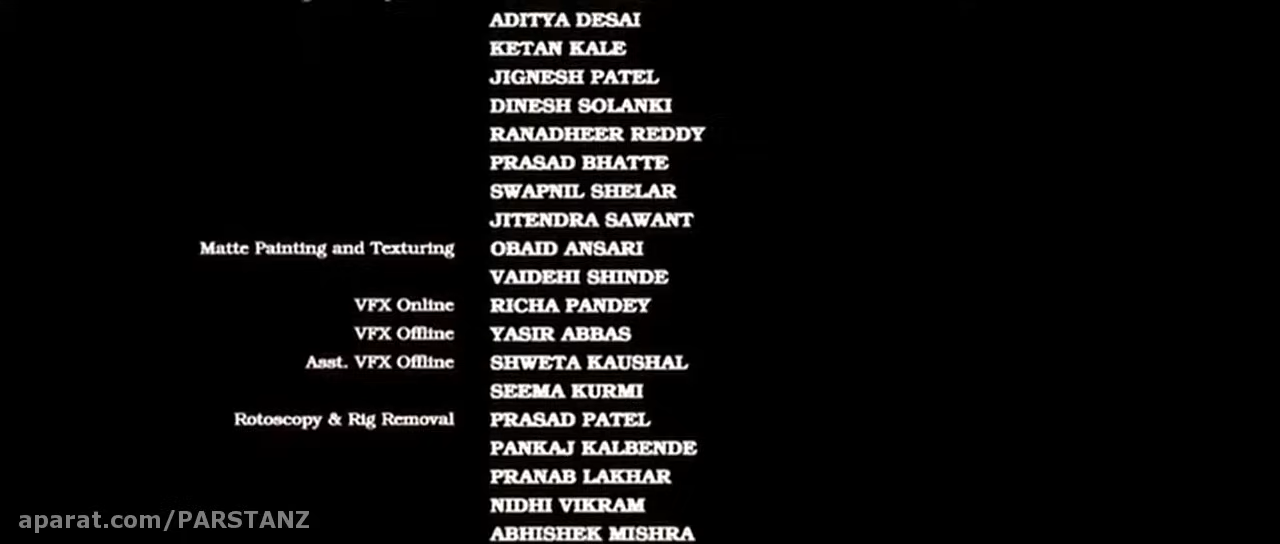 ADITYA DESAI
KETAN KALE
JIGNESH PATEL
DINESH SOLANKI
RANADHEER REDDY
PRASAD BHATTE
SWAPNIL SHELAR
JITENDRA SAWANT
Matte Painting and Texturing OBAID ANSARI
VAIDEHI SHINDE
VFX Online RICHA PANDEY
VFX Offline YASIR ABBAS
Asst. VFX Offline SHWETA KAUSHAL
SEEMA KURMI
Rotoscopy & Rig Removal PRASAD PATEL
PANKAJ KALBENDE
PRANAB LAKHAR
NIDHI VIKRAM
ABHISHEK MISHRA
aparat.com/PARSTANZ